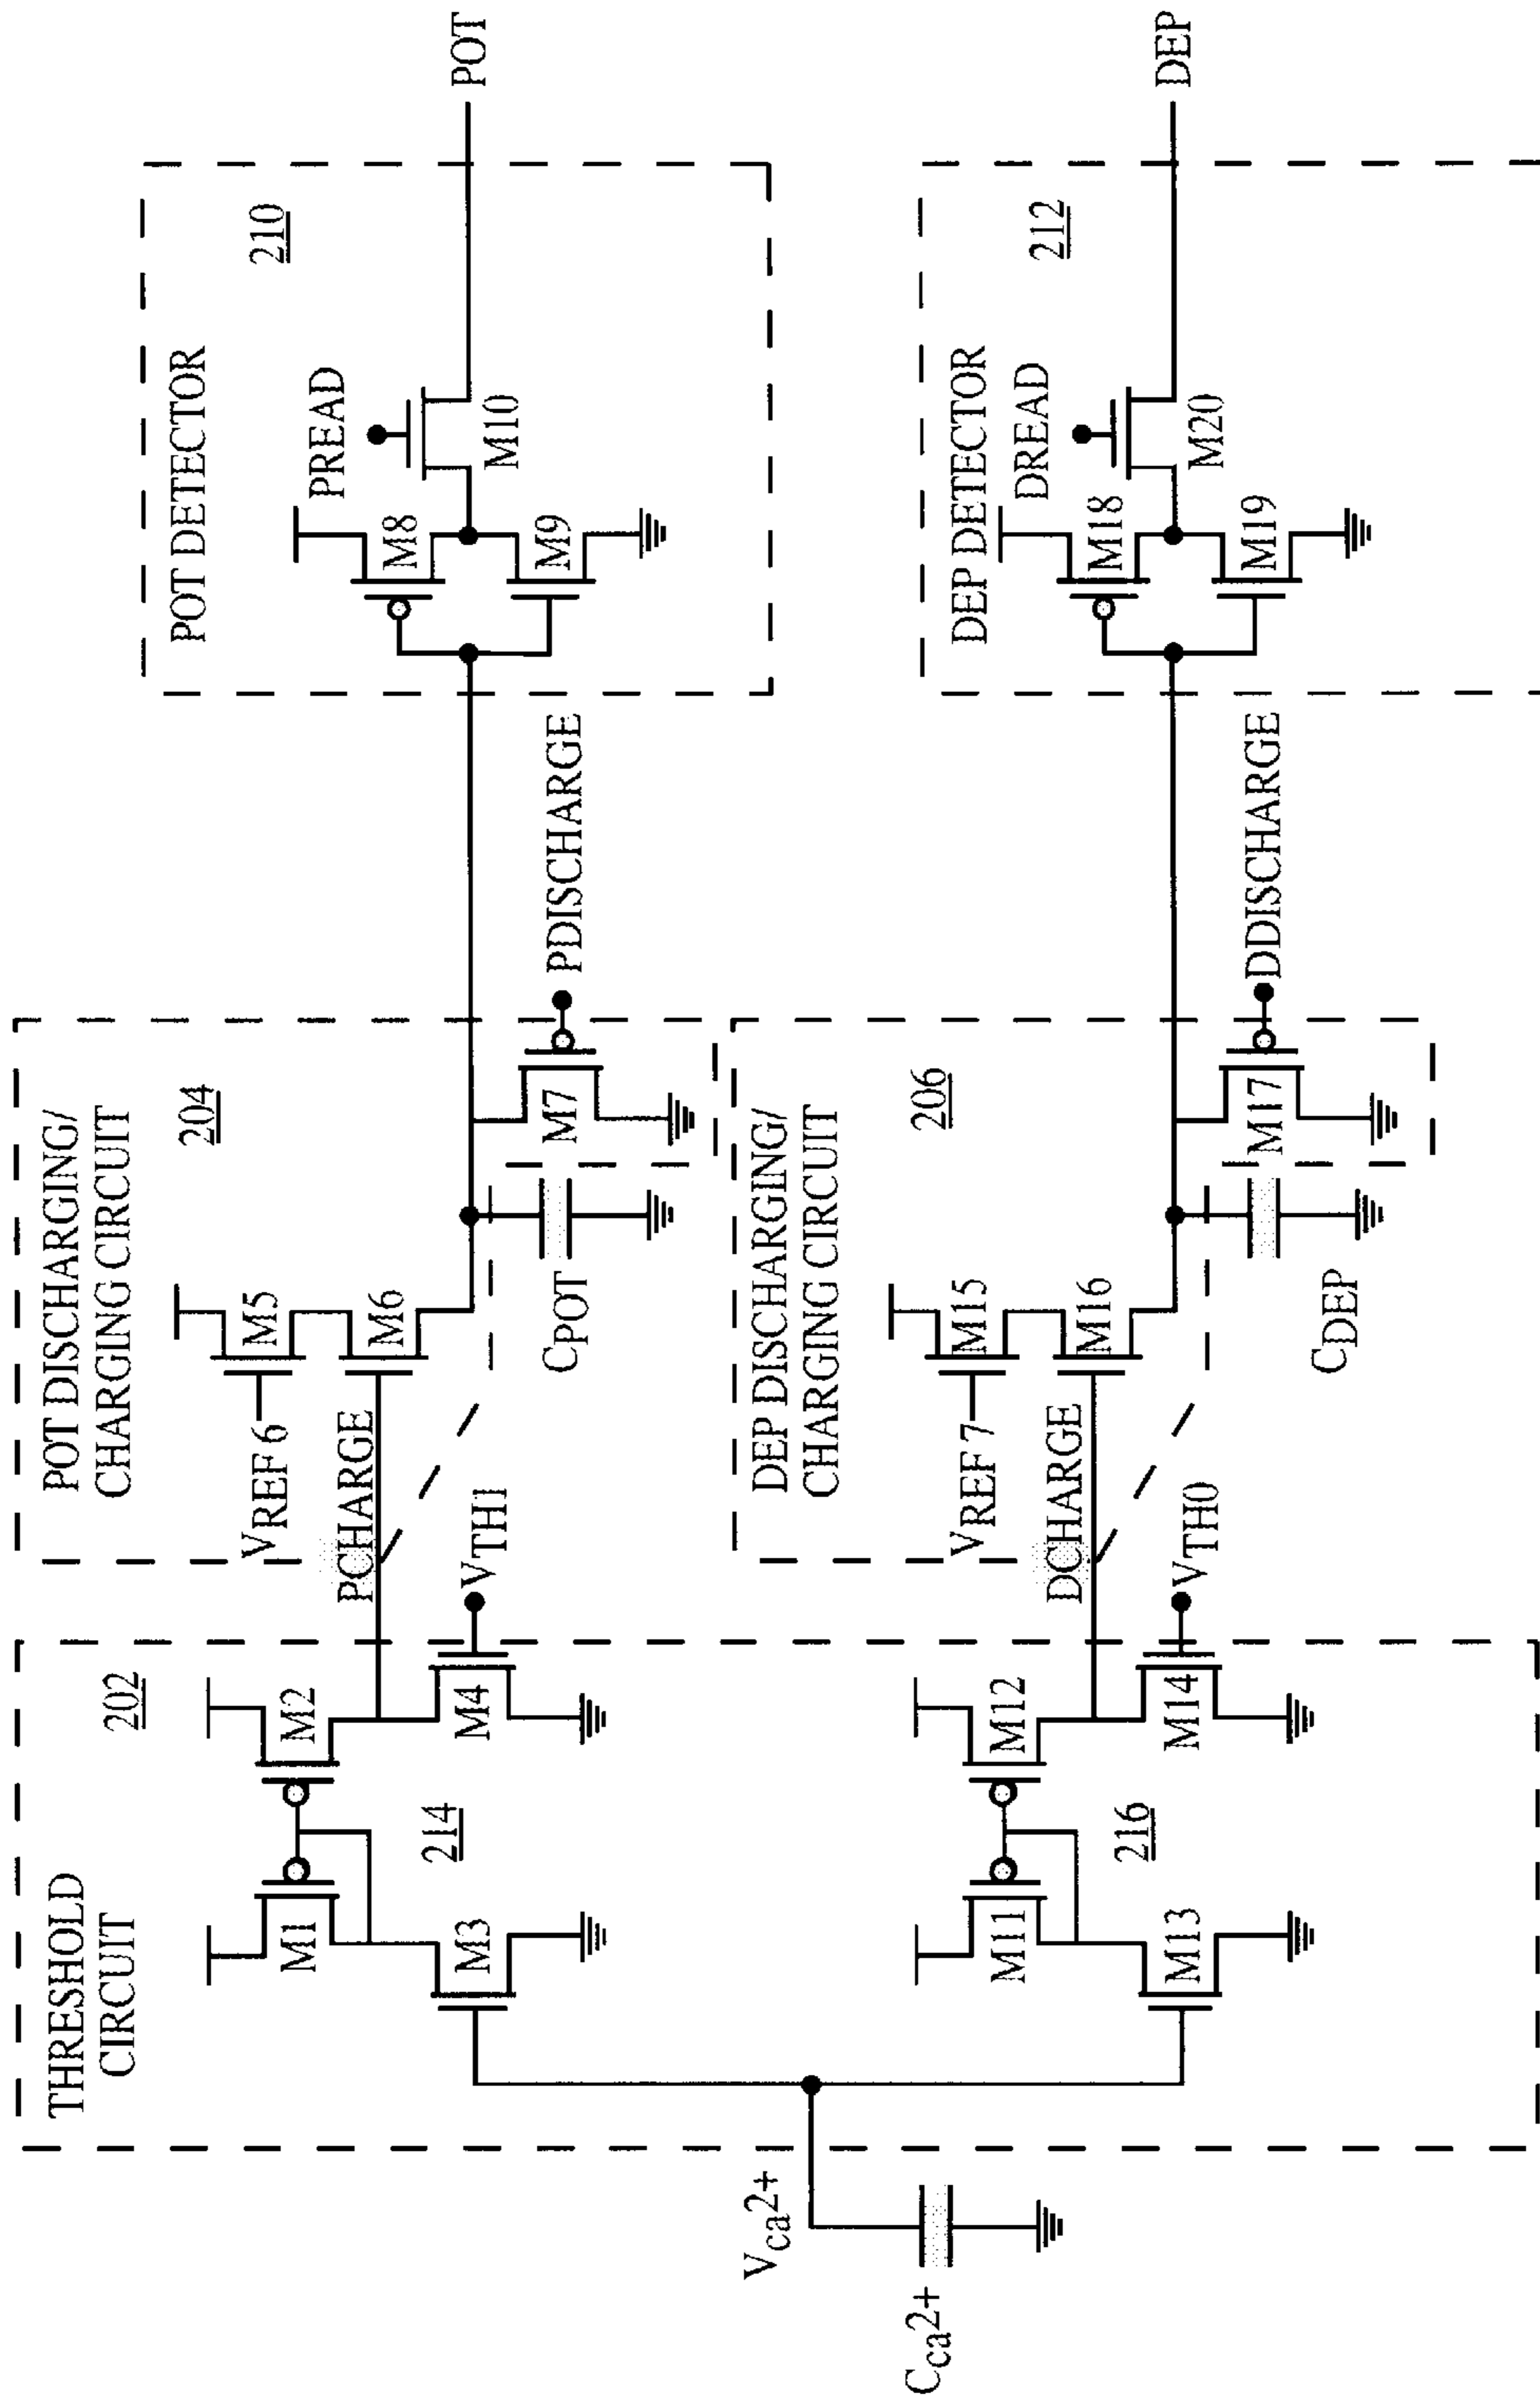 THRESHOLD
CIRCUIT
202
M1
M2
214
M3
M4
VTH1
M11
M12
216
M13
M14
VTH0
Vca2+
Cca2+
POT DISCHARGING/
CHARGING CIRCUIT
204
VREF 6
M5
PCHARGE
M6
CPOT
M7
PDISCHARGE
DEP DISCHARGING/
CHARGING CIRCUIT
206
VREF 7
M15
DCHARGE
M16
CDEP
M17
DDISCHARGE
POT DETECTOR
210
PREAD
M8
M9
M10
POT
DEP DETECTOR
212
DREAD
M18
M19
M20
DEP